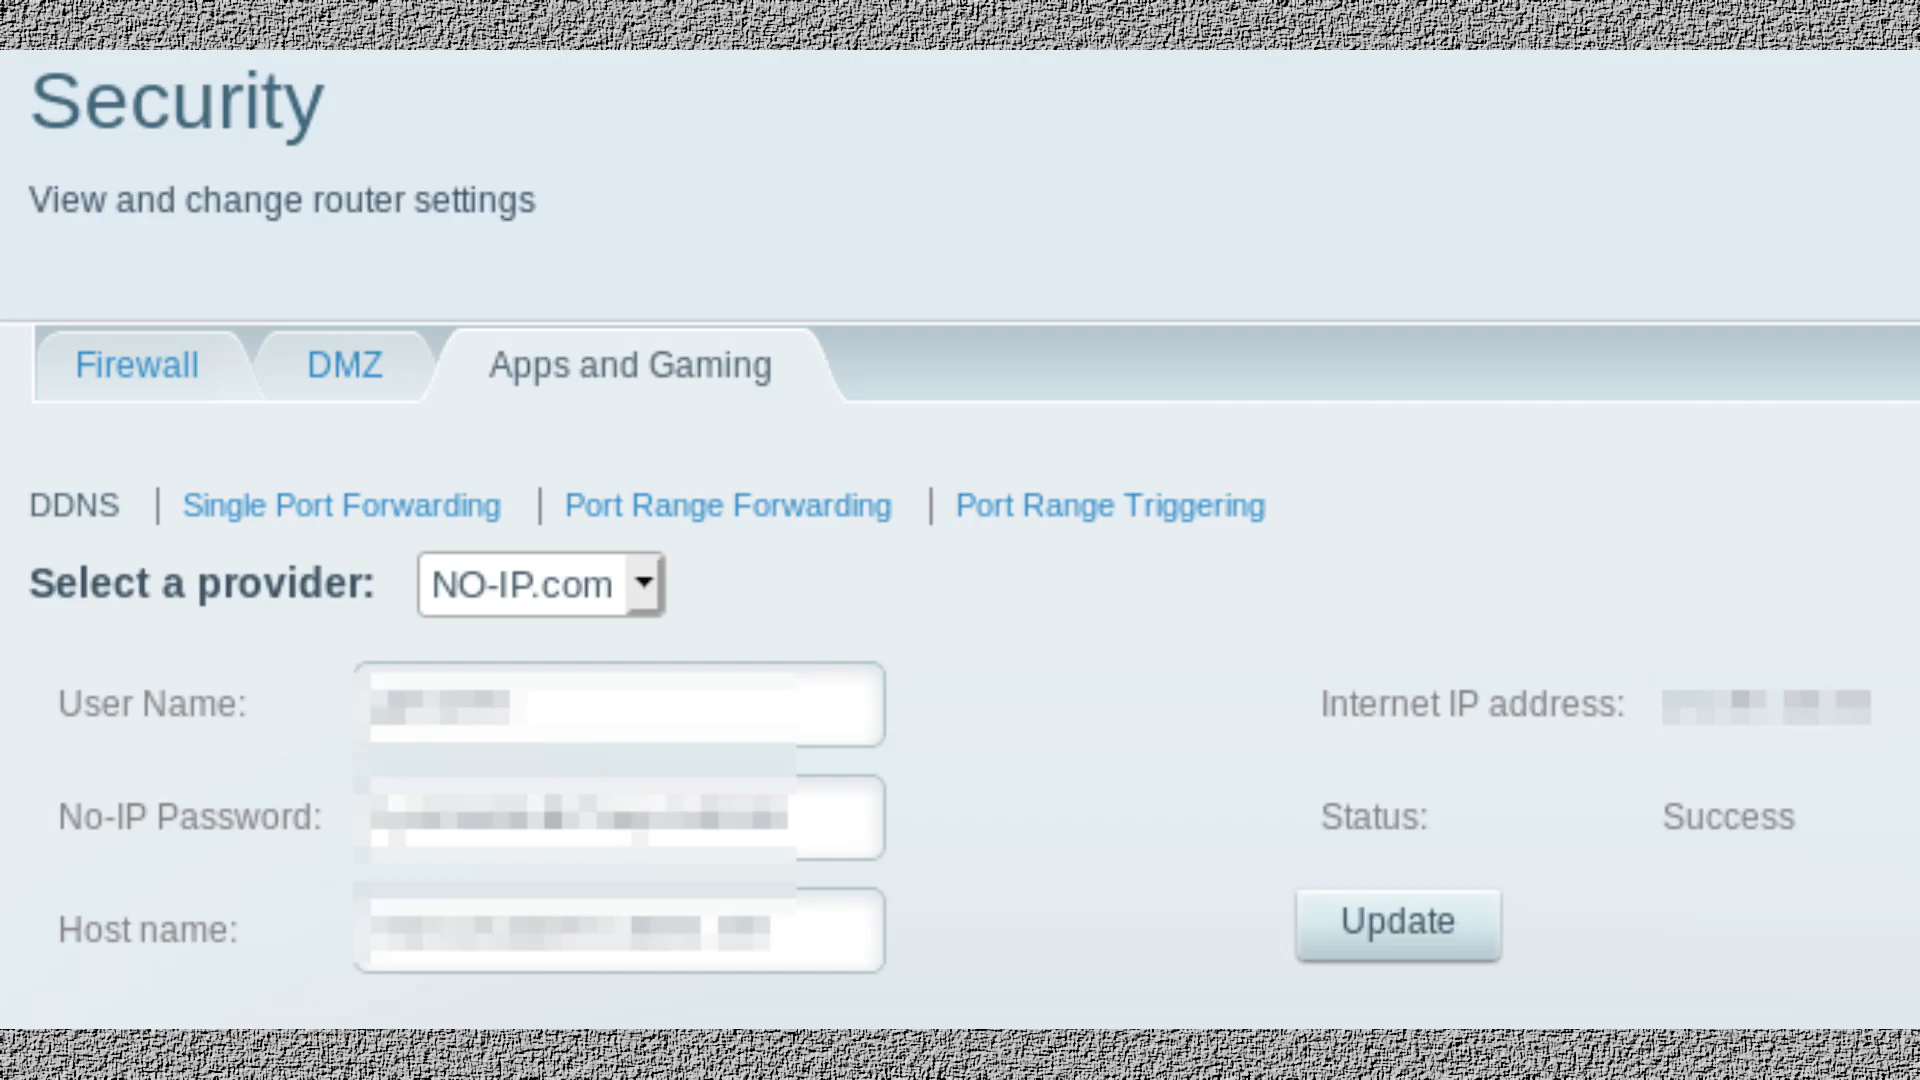 Security
View and change router settings
Firewall DMZ Apps and Gaming
DDNS | Single Port Forwarding | Port Range Forwarding | Port Range Triggering
Select a provider: NO-IP.com
User Name: Internet IP address:
No-IP Password: Status: Success
Host name: Update